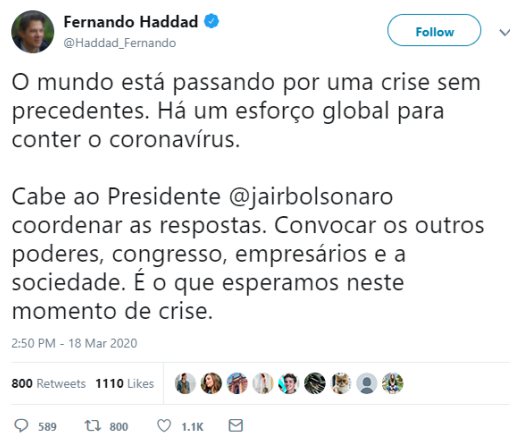 Fernando Haddad
@Haddad_Fernando
Follow
O mundo está passando por uma crise sem
precedentes. Há um esforço global para
conter o coronavírus.
Cabe ao Presidente @jairbolsonaro
coordenar as respostas. Convocar os outros
poderes, congresso, empresários e a
sociedade. É o que esperamos neste
momento de crise.
2:50 PM - 18 Mar 2020
800 Retweets 1110 Likes
589 800 1.1K